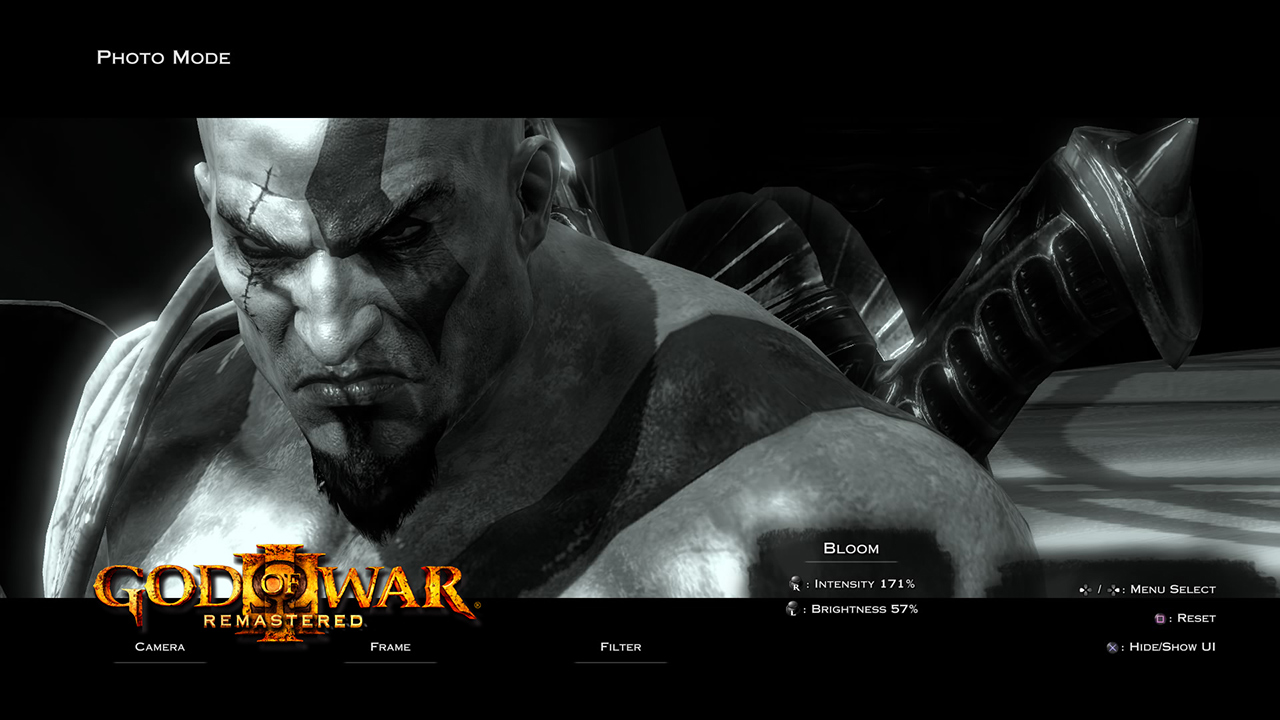 Photo Mode
GOD OF WAR
III
REMASTERED
®
Bloom
R : Intensity 171%
L : Brightness 57%
/ : Menu Select
: Reset
: Hide/Show UI
Camera
Frame
Filter